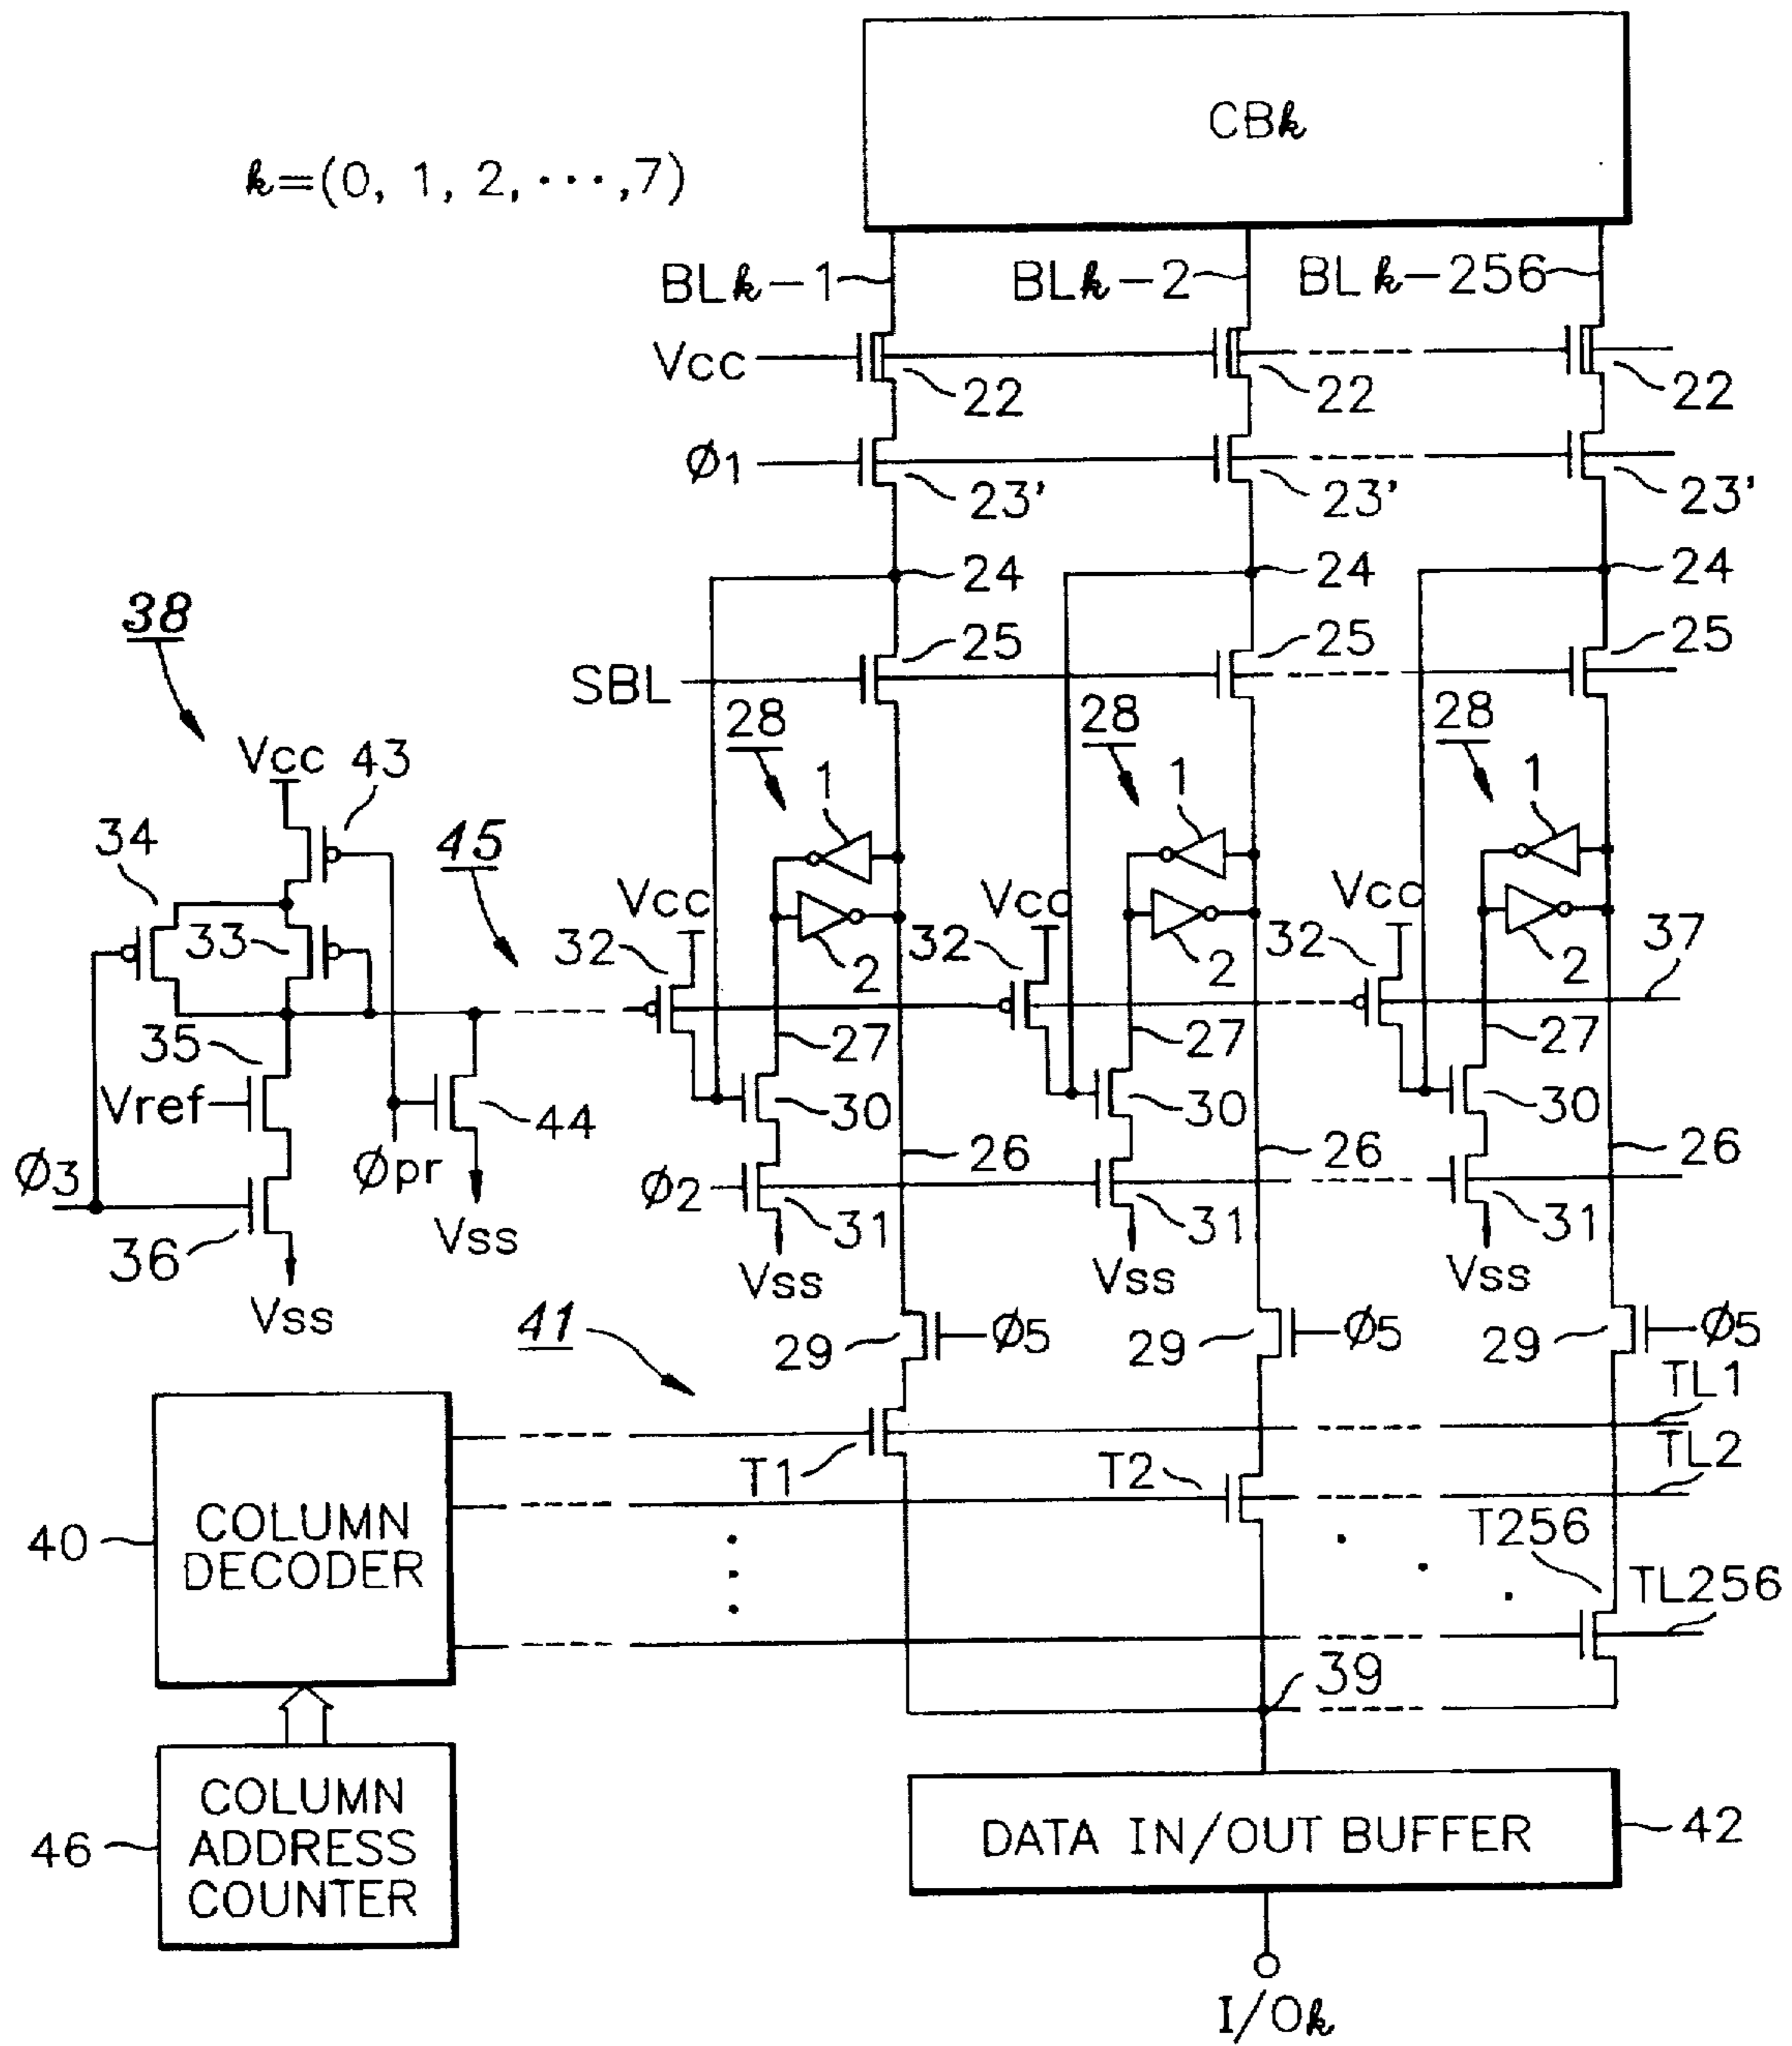 CBk
k=(0, 1, 2, ···,7)
BLk-1
BLk-2
BLk-256
Vcc
22
22
22
Ø1
23'
23'
23'
24
24
24
38
25
25
25
SBL
28
28
28
Vcc
43
1
1
1
34
45
33
Vcc
Vcc
Vcc
32
32
32
37
2
2
2
35
27
27
27
Vref
44
30
30
30
Ø3
Øpr
26
26
26
Ø2
36
Vss
31
31
31
Vss
Vss
Vss
Vss
41
29
Ø5
29
Ø5
29
Ø5
TL1
T1
T2
TL2
40
COLUMN
DECODER
T256
TL256
39
46
COLUMN
ADDRESS
COUNTER
DATA IN/OUT BUFFER
42
I/Ok